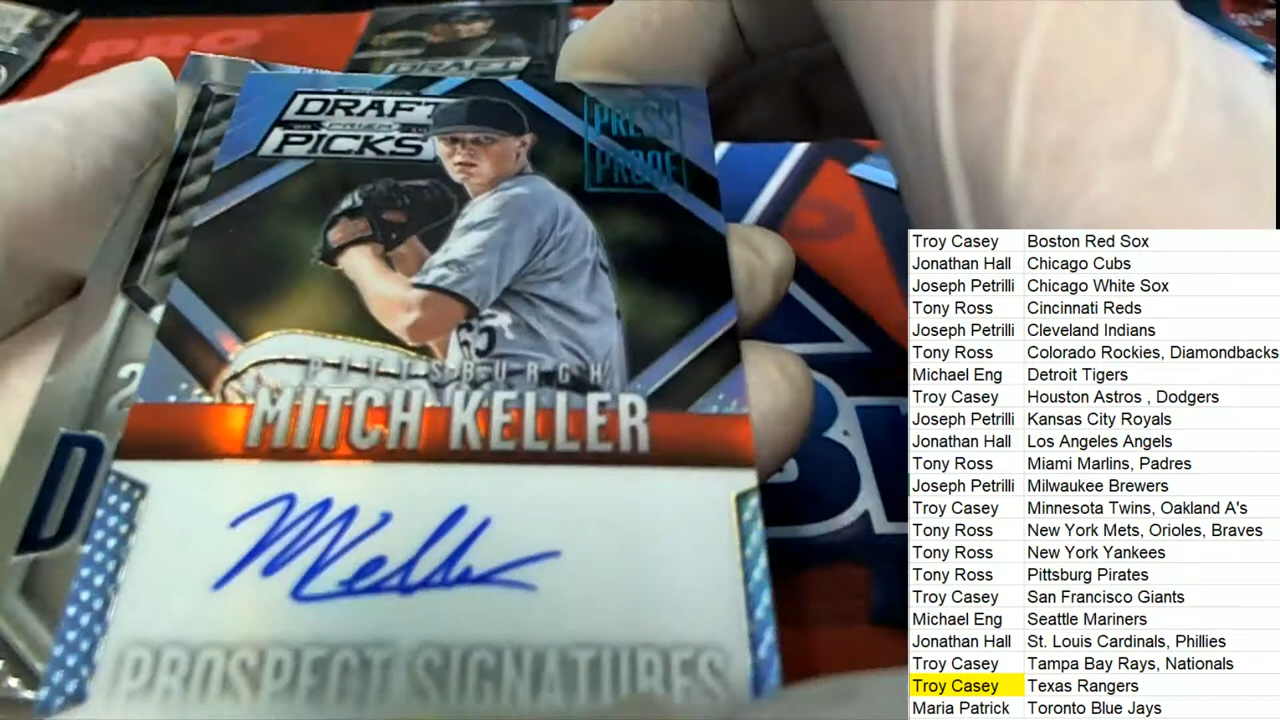 PRO
DRAFT
DRAFT
PRIZM
PICKS
PRESS
PROOF
65
PITTSBURGH
MITCH KELLER
MKeller
PROSPECT SIGNATURES
2
D
Troy Casey Boston Red Sox
Jonathan Hall Chicago Cubs
Joseph Petrilli Chicago White Sox
Tony Ross Cincinnati Reds
Joseph Petrilli Cleveland Indians
Tony Ross Colorado Rockies, Diamondbacks
Michael Eng Detroit Tigers
Troy Casey Houston Astros , Dodgers
Joseph Petrilli Kansas City Royals
Jonathan Hall Los Angeles Angels
Tony Ross Miami Marlins, Padres
Joseph Petrilli Milwaukee Brewers
Troy Casey Minnesota Twins, Oakland A's
Tony Ross New York Mets, Orioles, Braves
Tony Ross New York Yankees
Tony Ross Pittsburg Pirates
Troy Casey San Francisco Giants
Michael Eng Seattle Mariners
Jonathan Hall St. Louis Cardinals, Phillies
Troy Casey Tampa Bay Rays, Nationals
Troy Casey Texas Rangers
Maria Patrick Toronto Blue Jays